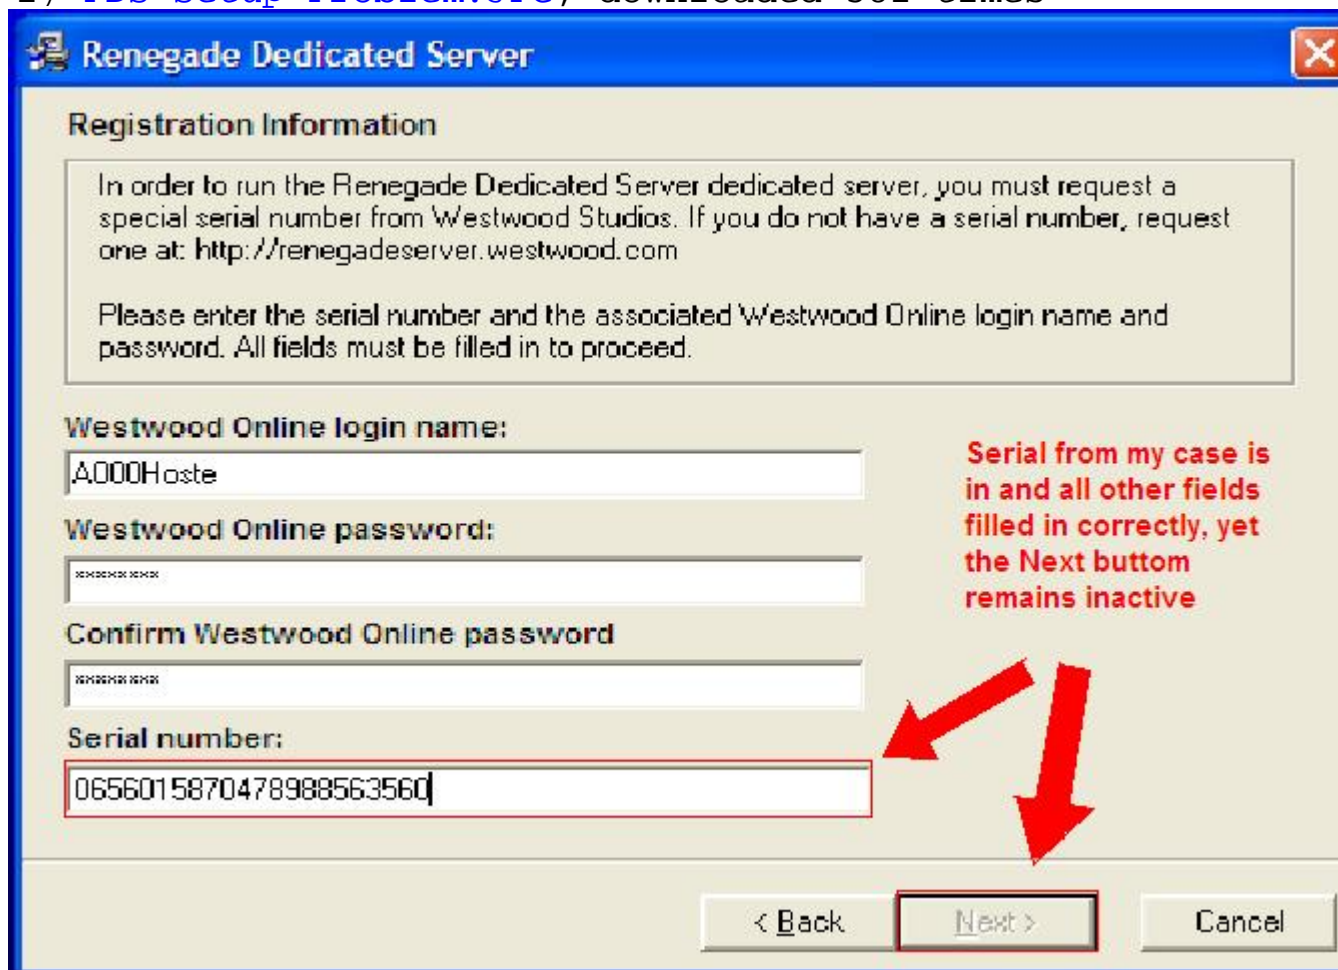 Renegade Dedicated Server
Registration Information
In order to run the Renegade Dedicated Server dedicated server, you must request a
special serial number from Westwood Studios. If you do not have a serial number, request
one at: http://renegadeserver.westwood.com
Please enter the serial number and the associated Westwood Online login name and
password. All fields must be filled in to proceed.
Westwood Online login name:
A000Hoste
Serial from my case is
in and all other fields
filled in correctly, yet
the Next buttom
remains inactive
Westwood Online password:
********
Confirm Westwood Online password
********
Serial number:
0656015870478988563560
< Back
Next >
Cancel